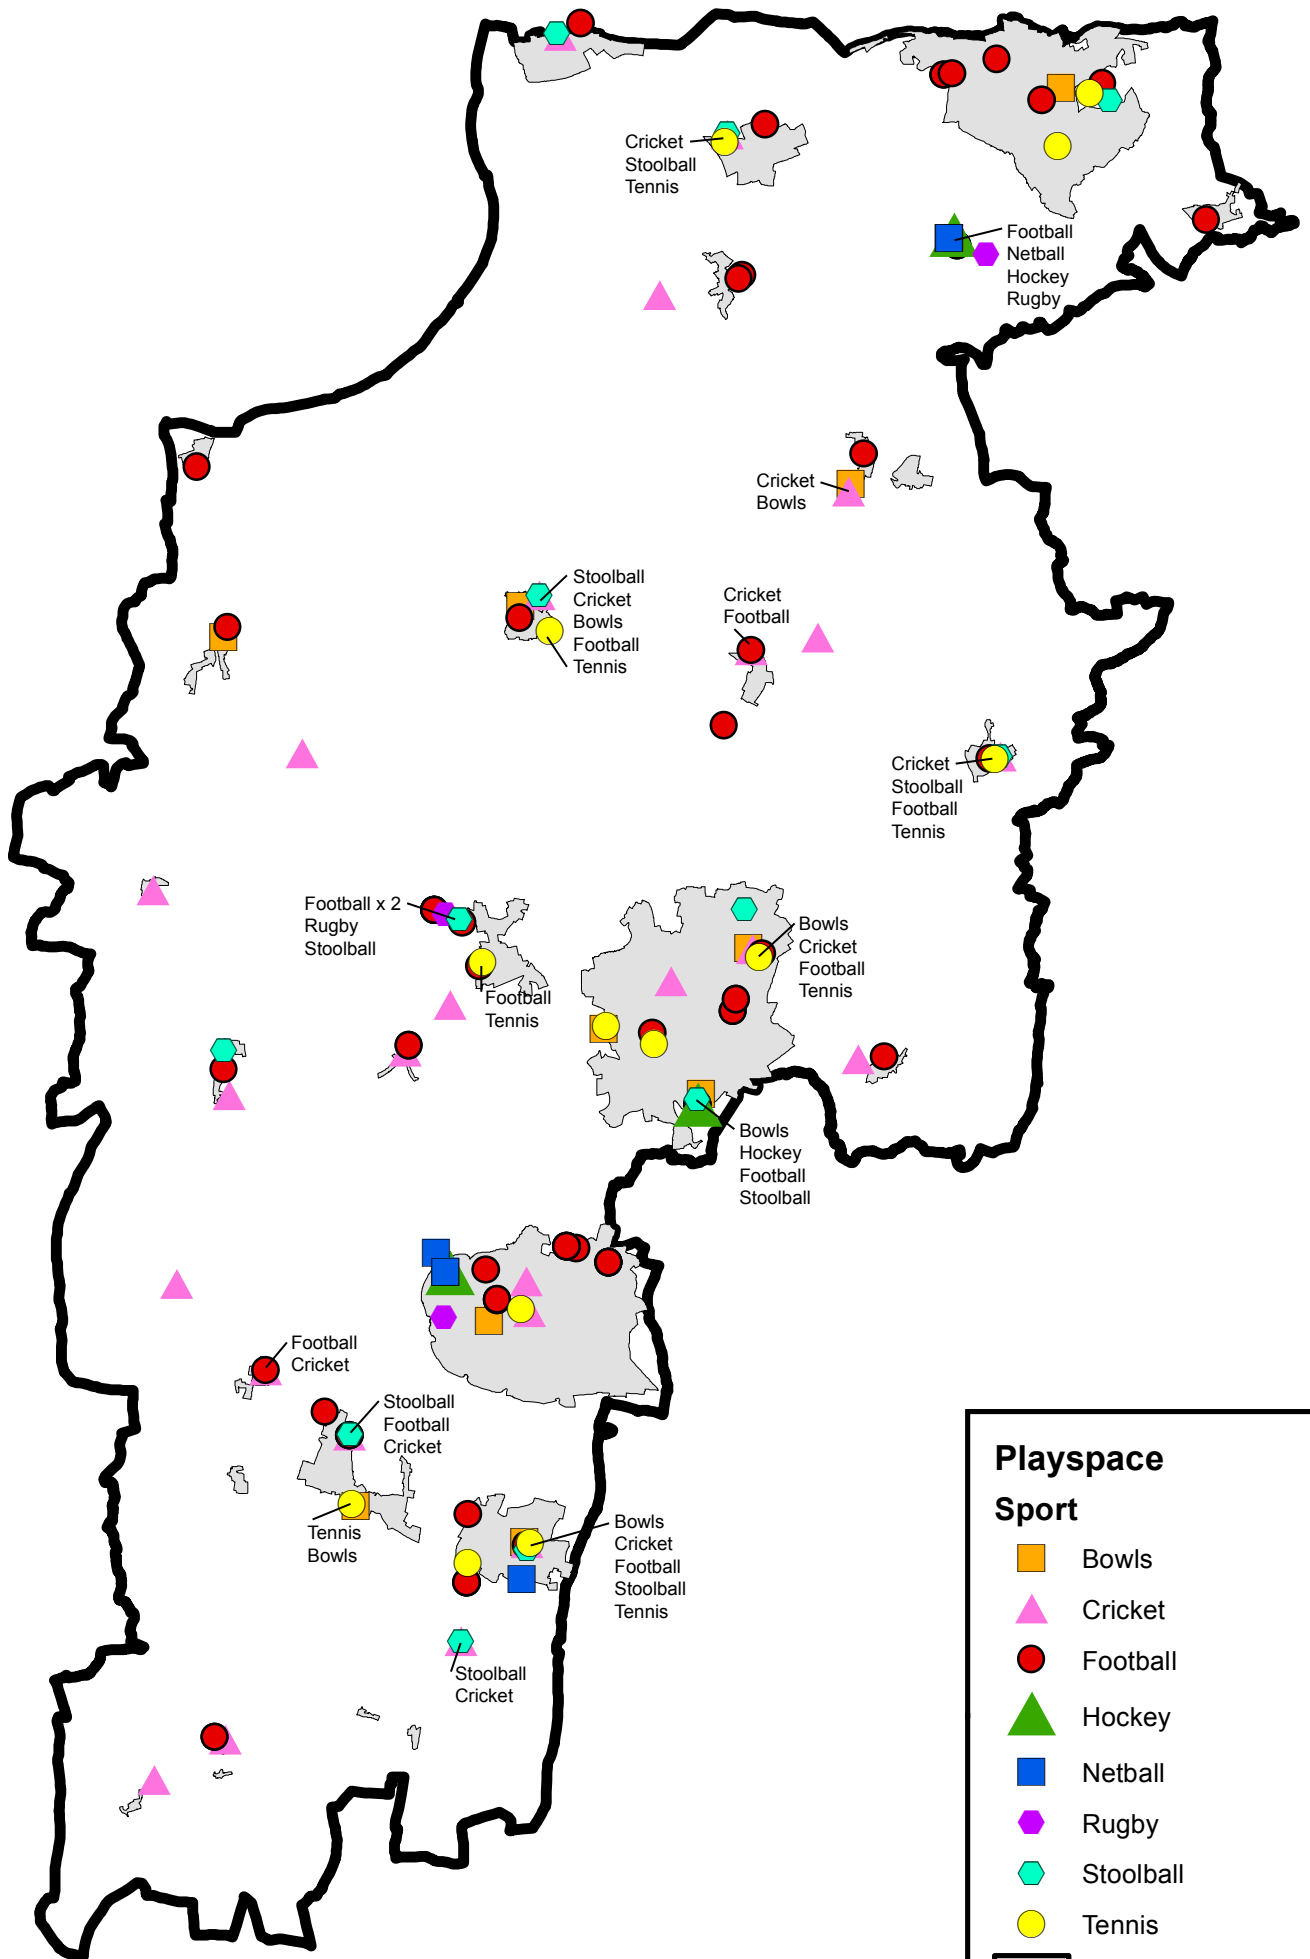 Cricket
Stoolball
Tennis
Football
Netball
Hockey
Rugby
Cricket
Bowls
Stoolball
Cricket
Bowls
Football
Tennis
Cricket
Football
Cricket
Stoolball
Football
Tennis
Football x 2
Rugby
Stoolball
Bowls
Cricket
Football
Tennis
Football
Tennis
Bowls
Hockey
Football
Stoolball
Football
Cricket
Stoolball
Football
Cricket
Tennis
Bowls
Bowls
Cricket
Football
Stoolball
Tennis
Stoolball
Cricket
Playspace
Sport
Bowls
Cricket
Football
Hockey
Netball
Rugby
Stoolball
Tennis